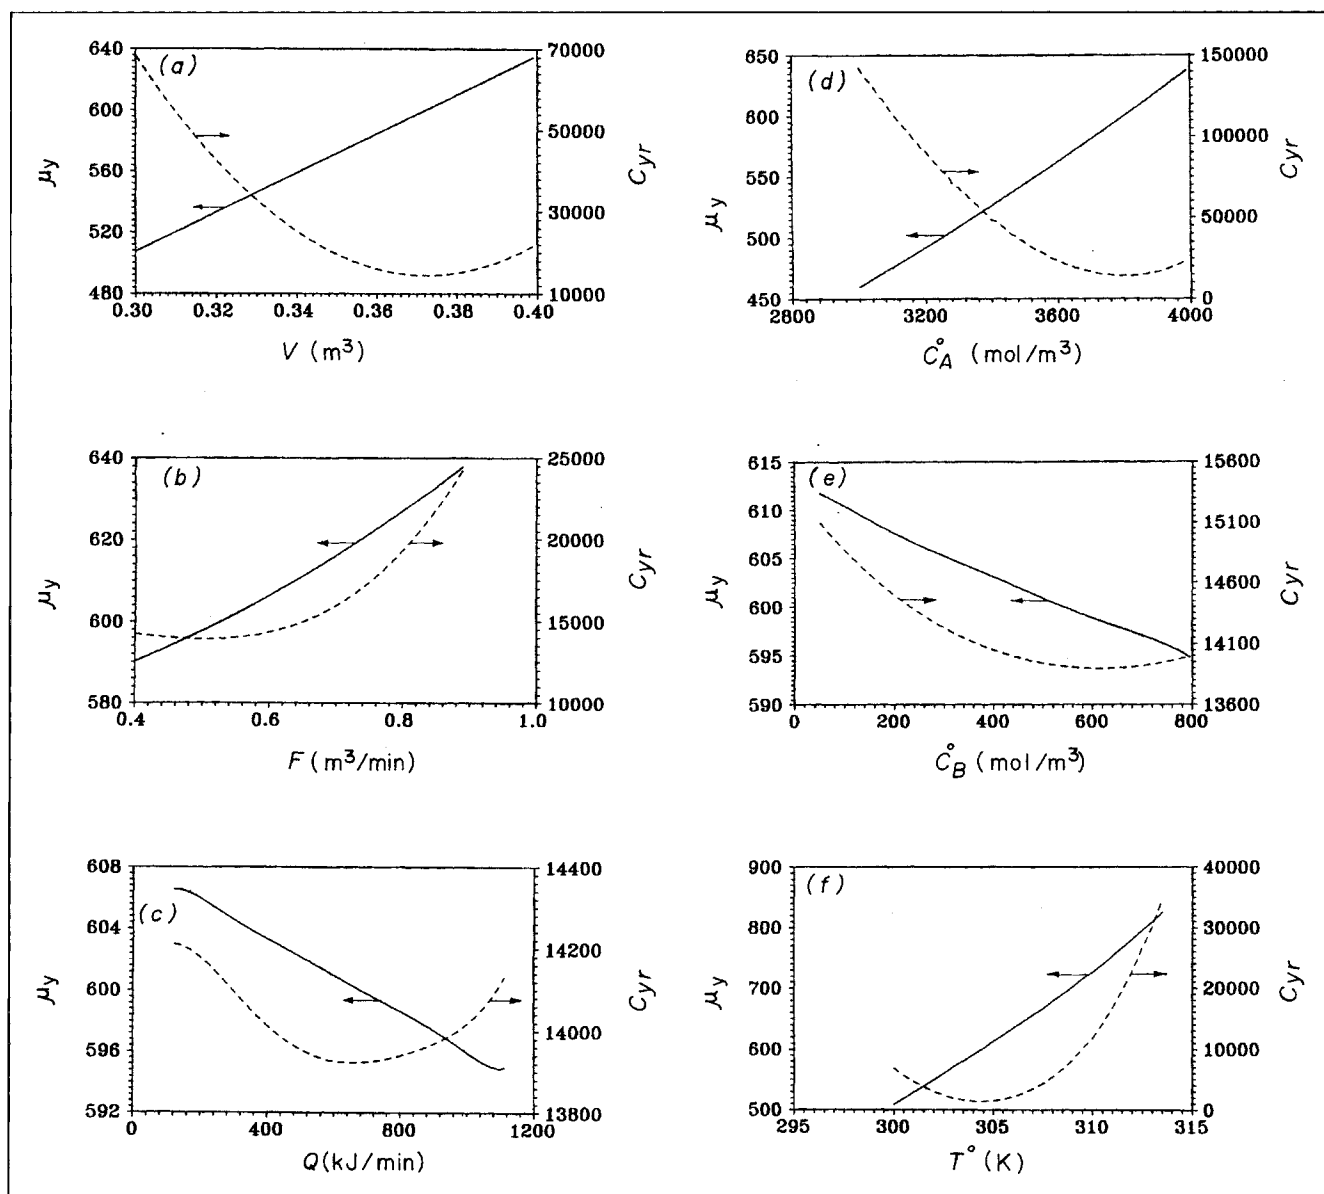 (a)
640
600
560
520
480
μy
70000
50000
30000
10000
Cyr
0.30 0.32 0.34 0.36 0.38 0.40
V (m³)
(d)
650
600
550
500
450
μy
150000
100000
50000
0
Cyr
2800 3200 3600 4000
C°A (mol/m³)
(b)
640
620
600
580
μy
25000
20000
15000
10000
Cyr
0.4 0.6 0.8 1.0
F (m³/min)
(e)
615
610
605
600
595
590
μy
15600
15100
14600
14100
13600
Cyr
0 200 400 600 800
C°B (mol/m³)
(c)
608
604
600
596
592
μy
14400
14200
14000
13800
Cyr
0 400 800 1200
Q(kJ/min)
(f)
900
800
700
600
500
μy
40000
30000
20000
10000
0
Cyr
295 300 305 310 315
T° (K)